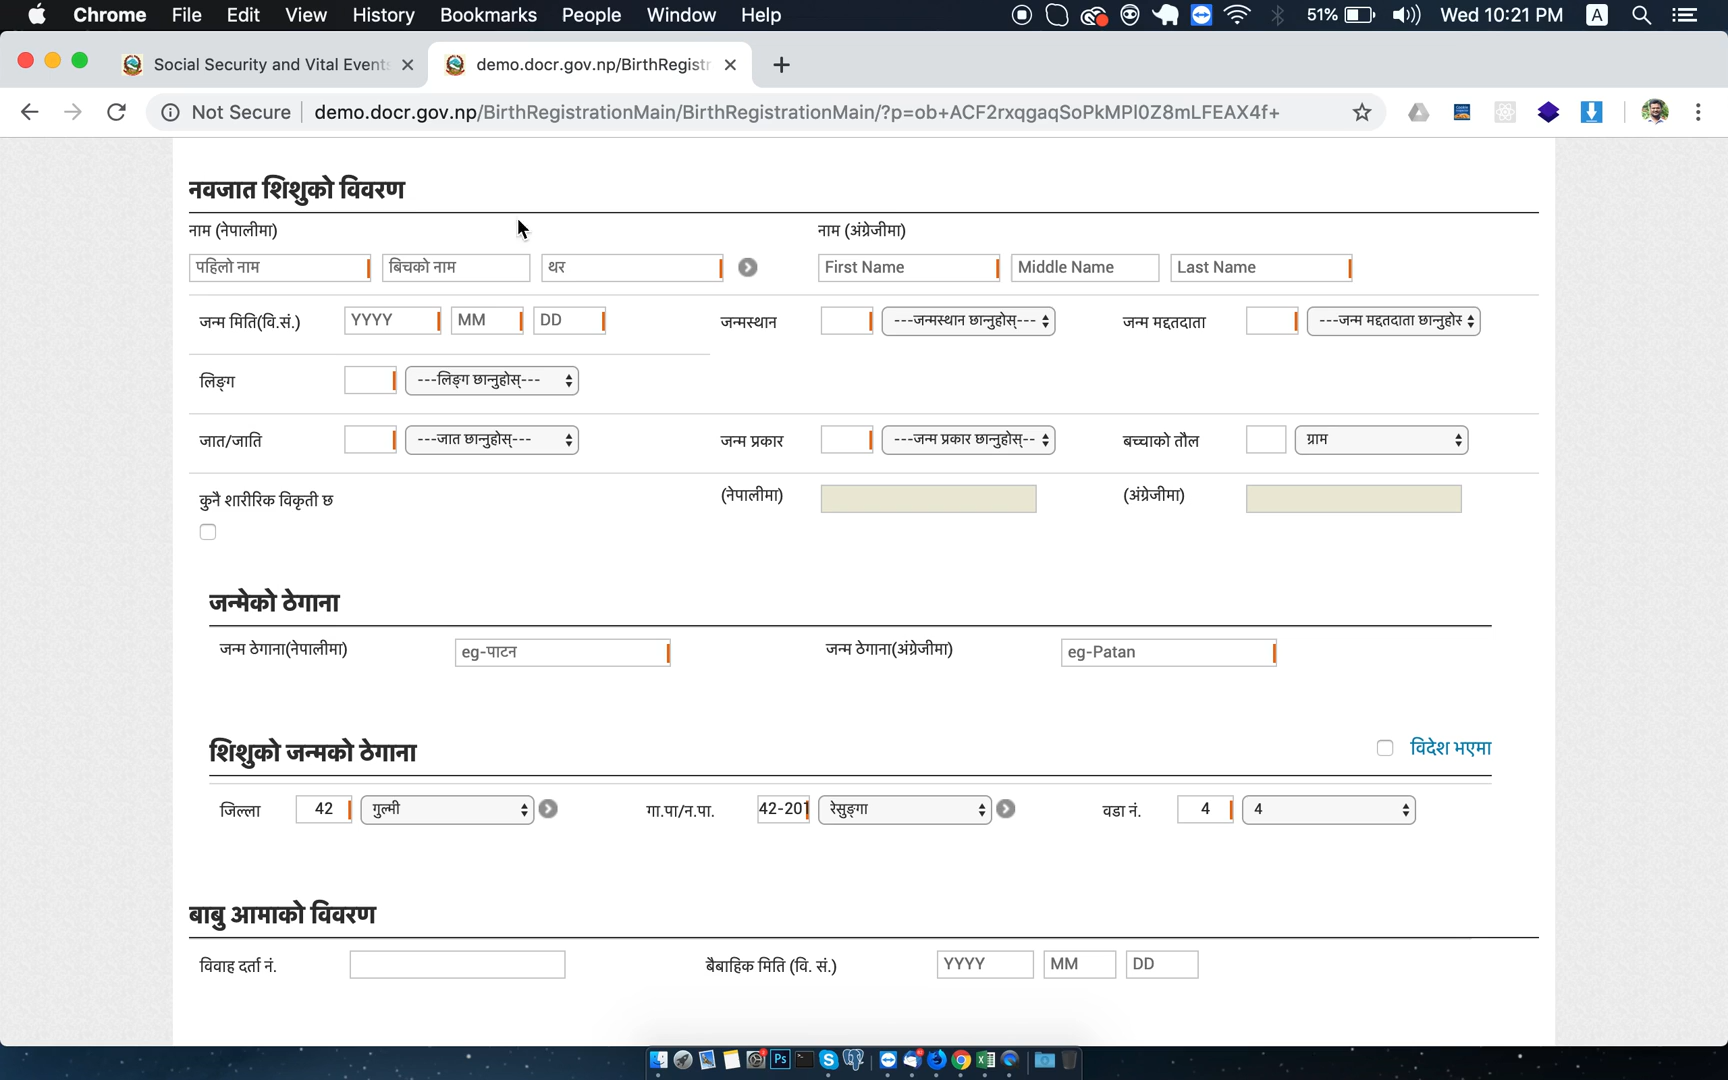 Chrome File Edit View History Bookmarks People Window Help 51% Wed 10:21 PM A
Social Security and Vital Event demo.docr.gov.np/BirthRegistr
Not Secure demo.docr.gov.np/BirthRegistrationMain/BirthRegistrationMain/?p=ob+ACF2rxqgaqSoPkMPl0Z8mLFEAX4f+
नवजात शिशुको विवरण
नाम (नेपालीमा) नाम (अंग्रेजीमा)
पहिलो नाम बिचको नाम थर First Name Middle Name Last Name
जन्म मिति(वि.सं.) YYYY MM DD जन्मस्थान ---जन्मस्थान छान्नुहोस्--- जन्म मद्दतदाता ---जन्म मद्दतदाता छान्नुहोस
लिङ्ग ---लिङ्ग छान्नुहोस्---
जात/जाति ---जात छान्नुहोस्--- जन्म प्रकार ---जन्म प्रकार छान्नुहोस्-- बच्चाको तौल ग्राम
कुनै शारीरिक विकृती छ (नेपालीमा) (अंग्रेजीमा)
जन्मेको ठेगाना
जन्म ठेगाना(नेपालीमा) eg-पाटन जन्म ठेगाना(अंग्रेजीमा) eg-Patan
शिशुको जन्मको ठेगाना विदेश भएमा
जिल्ला 42 गुल्मी गा.पा/न.पा. 42-201 रेसुङ्गा वडा नं. 4 4
बाबु आमाको विवरण
विवाह दर्ता नं. बैबाहिक मिति (वि. सं.) YYYY MM DD
Ps